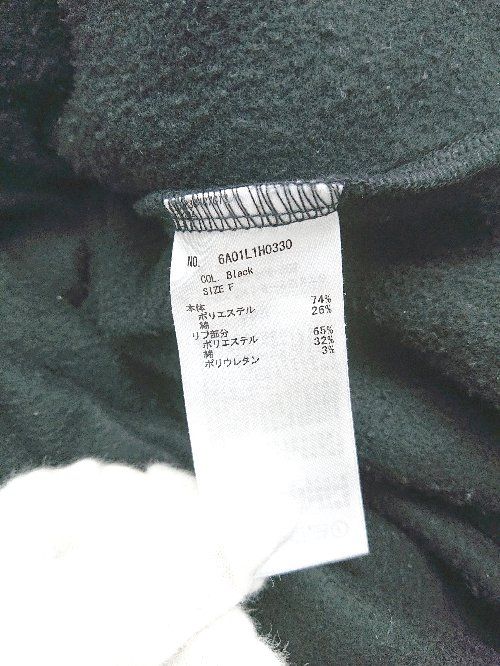 NO. 6A01L1H0330
COL. Black
SIZE F
本体
ポリエステル 74%
綿 26%
リブ部分
ポリエステル 65%
綿 32%
ポリウレタン 3%